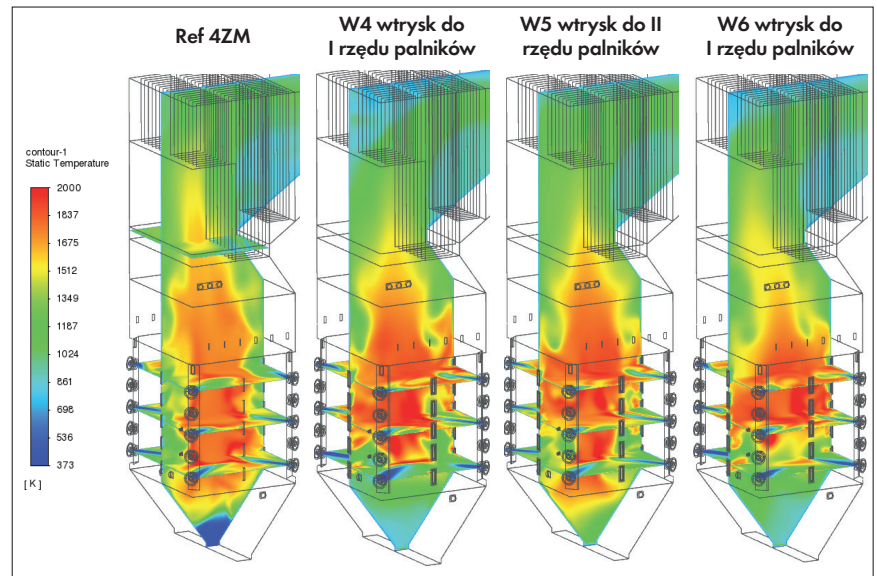 Ref 4ZM
W4 wtrysk do
I rzędu palników
W5 wtrysk do II
rzędu palników
W6 wtrysk do
I rzędu palników
contour-1
Static Temperature
2000
1837
1675
1512
1349
1187
1024
861
698
536
373
[ K ]